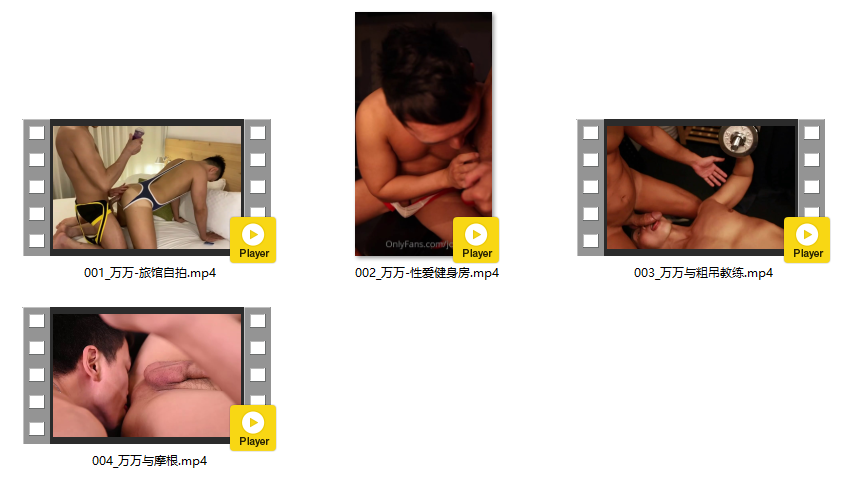 Player
001_万万-旅馆自拍.mp4
OnlyFans.com/jo
Player
002_万万-性爱健身房.mp4
Player
003_万万与粗吊教练.mp4
Player
004_万万与摩根.mp4